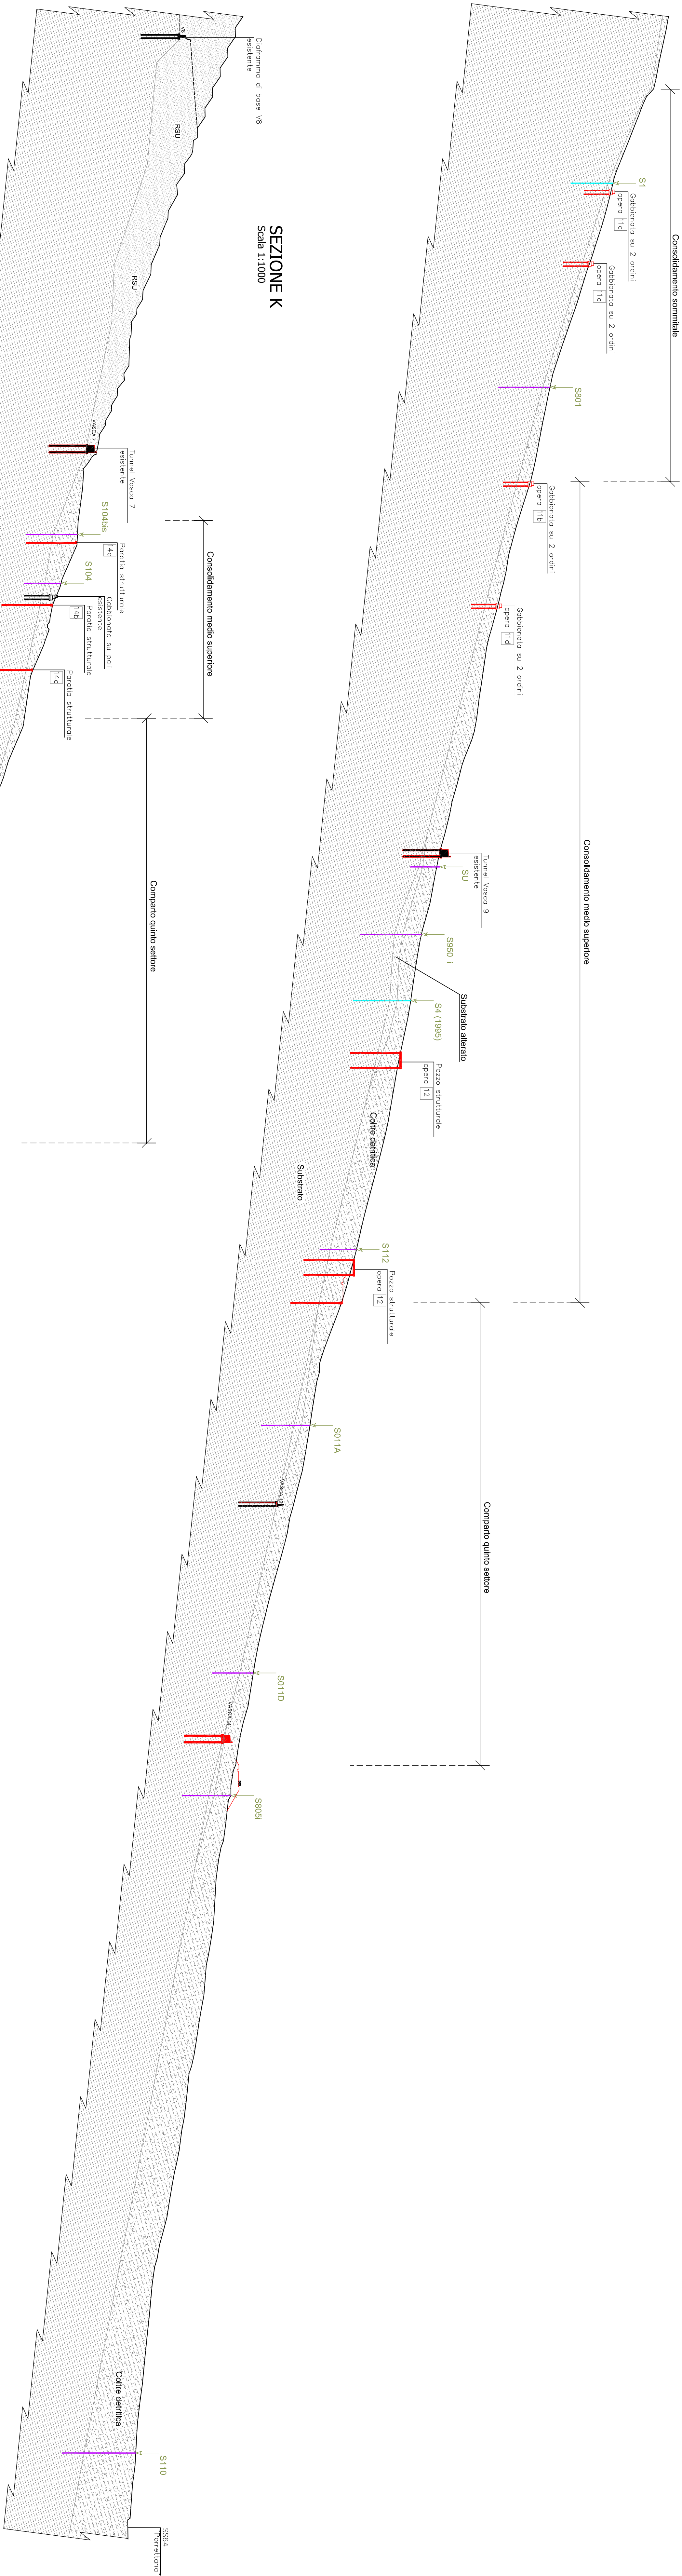 Consolidamento sommitale
S1
Gabbionata su 2 ordini
opera 11c
Gabbionata su 2 ordini
opera 11a
S801
Gabbionata su 2 ordini
opera 11b
Gabbionata su 2 ordini
opera 11d
Consolidamento medio superiore
Tunnel Vasca 9
esistente
SU
S950 i
Substrato alterato
S4 (1995)
Pozzo strutturale
opera 12
Coltre detritica
Substrato
S112
Pozzo strutturale
opera 12
Comparto quinto settore
S011A
S011D
S805i
Coltre detritica
S110
SS64
Porrettana
SEZIONE K
Scala 1:1000
Diaframma di base V8
esistente
V8
RSU
RSU
VASCA 7
Tunnel Vasca 7
esistente
S104bis
Paratia strutturale
14a
S104
Gabbionata su pali
esistente
Paratia strutturale
14b
Paratia strutturale
14c
Consolidamento medio superiore
Comparto quinto settore